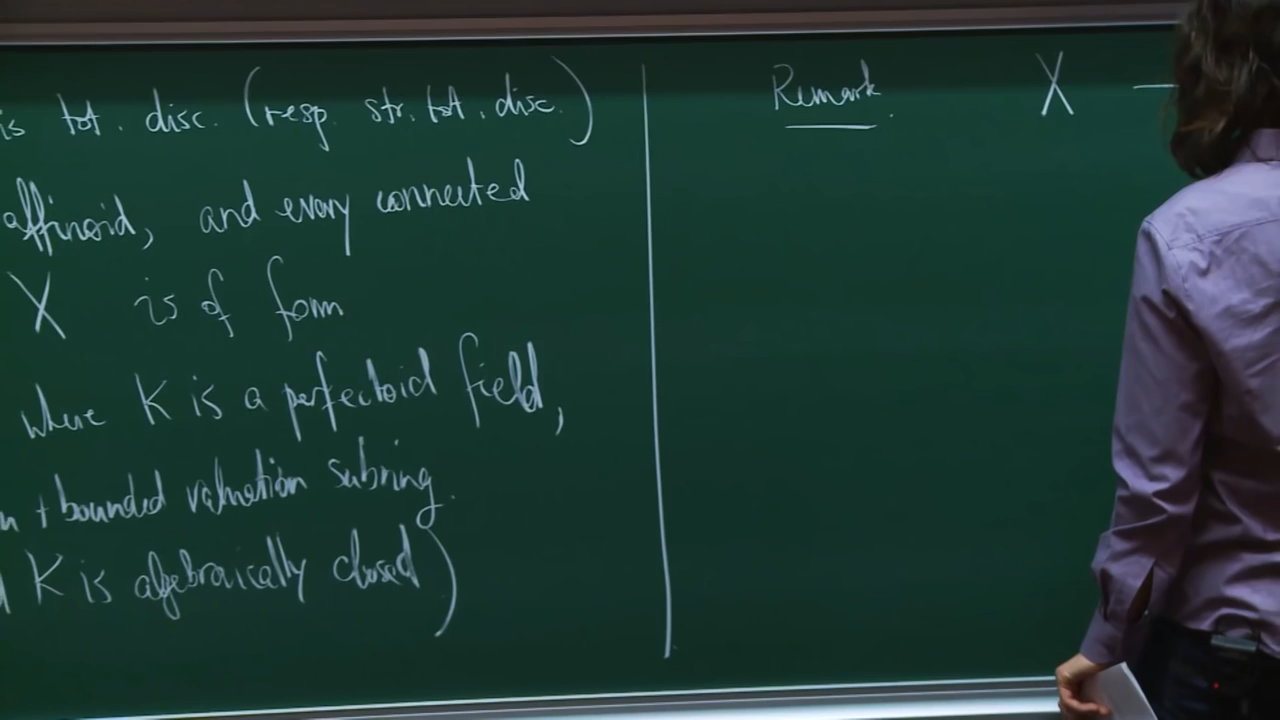 is tot. disc. (resp. str. tot. disc.)
affinoid, and every connected
X is of form
where K is a perfectoid field,
n + bounded valuation subring.
K is algebraically closed)
Remark. X —